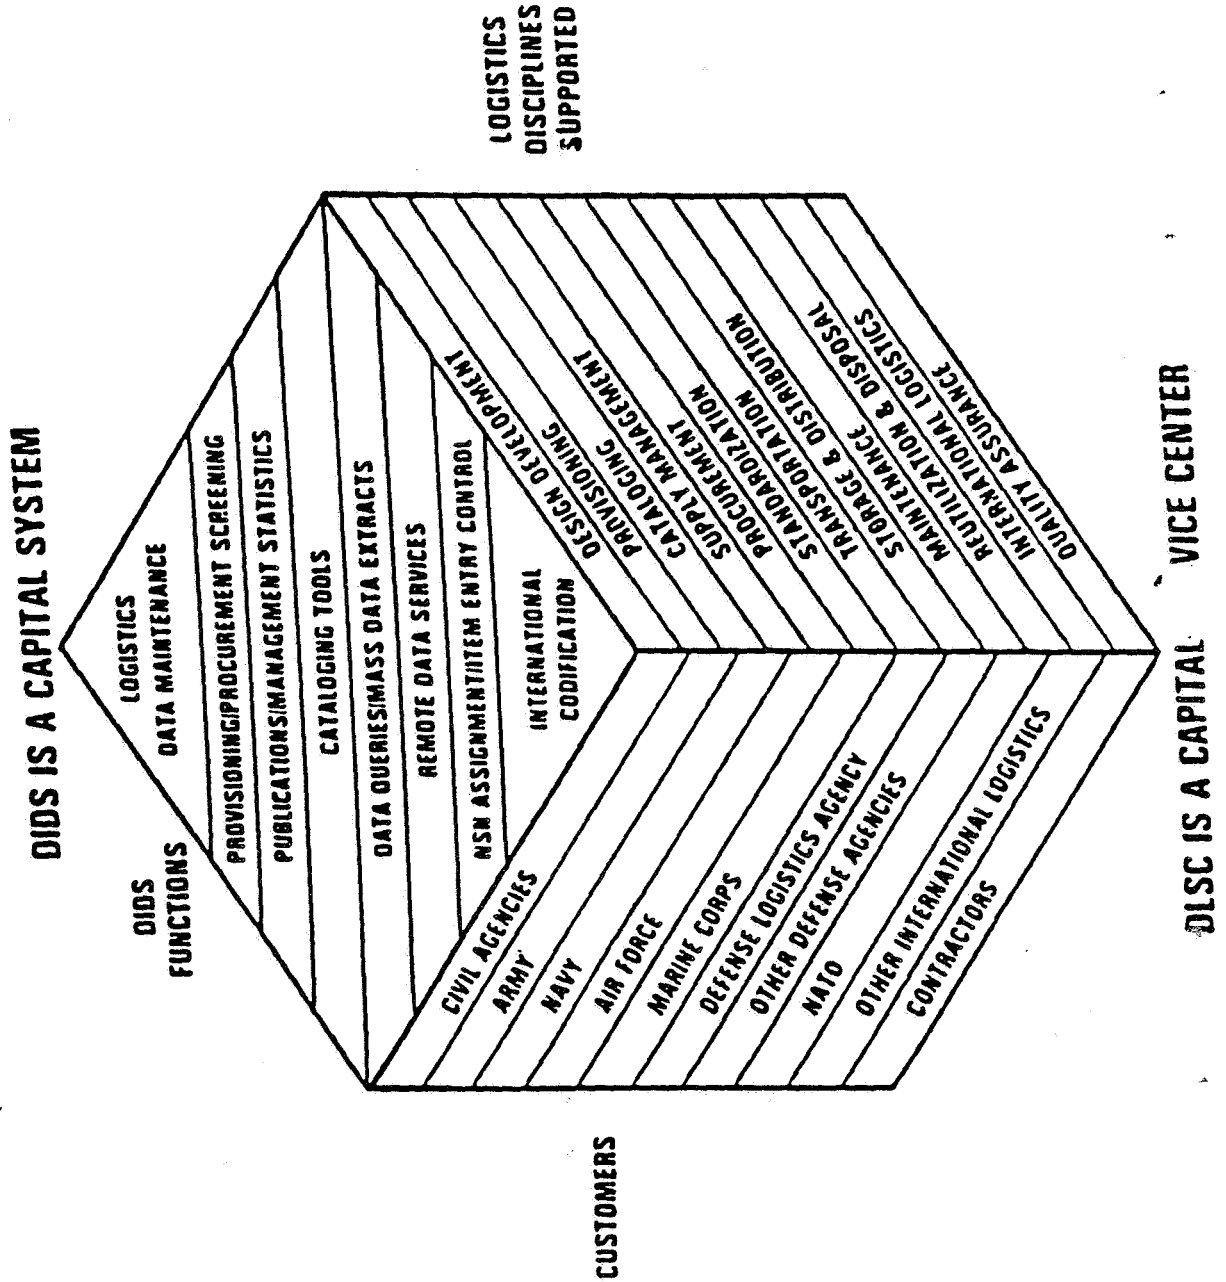 DIDS IS A CAPITAL SYSTEM
DIDS
FUNCTIONS
LOGISTICS
DATA MAINTENANCE
PROVISIONING/PROCUREMENT SCREENING
PUBLICATIONS/MANAGEMENT STATISTICS
CATALOGING TOOLS
DATA QUERIES/MASS DATA EXTRACTS
REMOTE DATA SERVICES
NSN ASSIGNMENT/ITEM ENTRY CONTROL
INTERNATIONAL
CODIFICATION
CUSTOMERS
CIVIL AGENCIES
ARMY
NAVY
AIR FORCE
MARINE CORPS
DEFENSE LOGISTICS AGENCY
OTHER DEFENSE AGENCIES
NATO
OTHER INTERNATIONAL LOGISTICS
CONTRACTORS
LOGISTICS
DISCIPLINES
SUPPORTED
DESIGN DEVELOPMENT
PROVISIONING
CATALOGING
SUPPLY MANAGEMENT
PROCUREMENT
STANDARDIZATION
TRANSPORTATION
STORAGE & DISTRIBUTION
MAINTENANCE
REUTILIZATION & DISPOSAL
INTERNATIONAL LOGISTICS
QUALITY ASSURANCE
DLSC IS A CAPITAL VICE CENTER